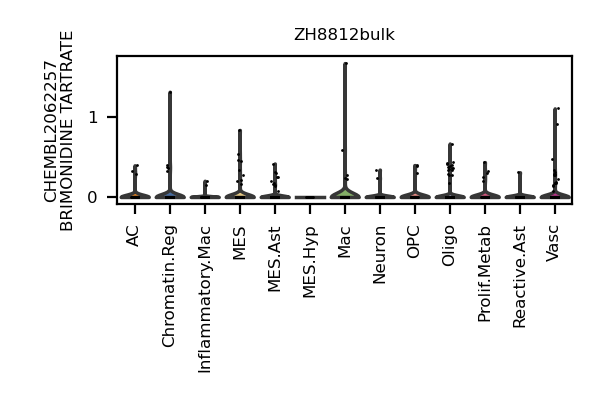 ZH8812bulk
CHEMBL2062257
BRIMONIDINE TARTRATE
1
0
AC
Chromatin.Reg
Inflammatory.Mac
MES
MES.Ast
MES.Hyp
Mac
Neuron
OPC
Oligo
Prolif.Metab
Reactive.Ast
Vasc